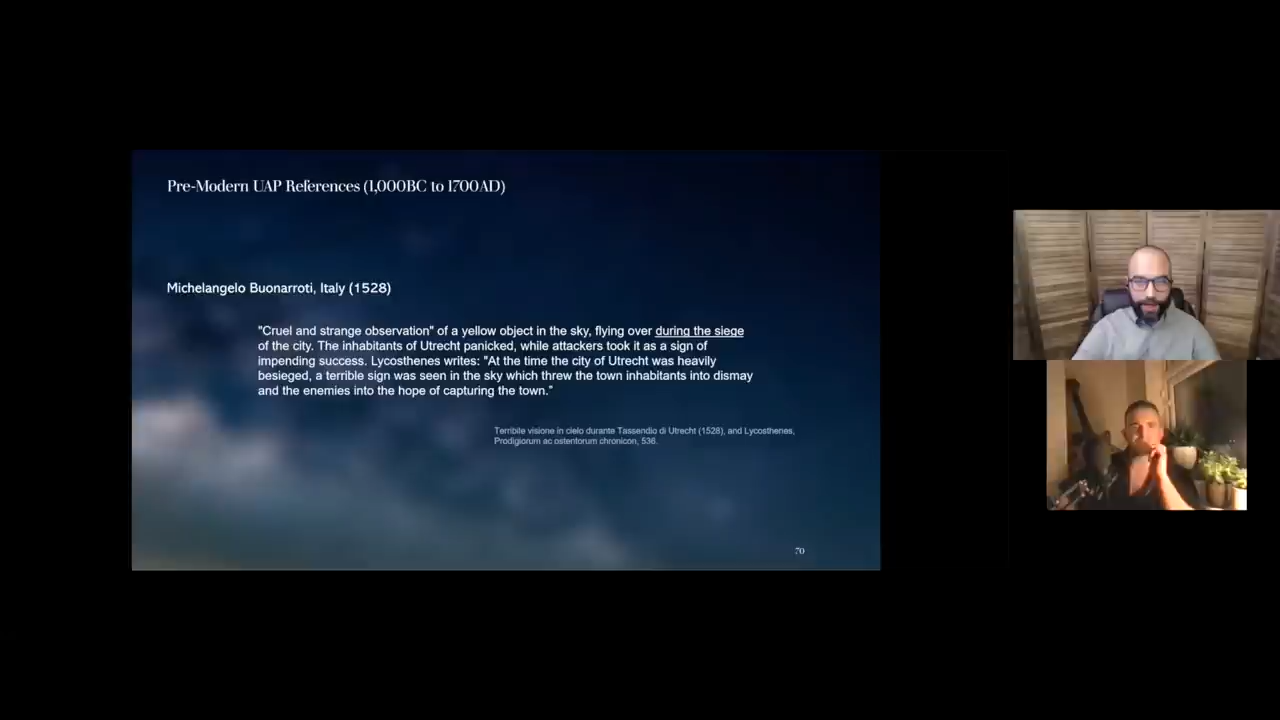 Pre-Modern UAP References (1,000BC to 1700AD)
Michelangelo Buonarroti, Italy (1528)
"Cruel and strange observation" of a yellow object in the sky, flying over during the siege
of the city. The inhabitants of Utrecht panicked, while attackers took it as a sign of
impending success. Lycosthenes writes: "At the time the city of Utrecht was heavily
besieged, a terrible sign was seen in the sky which threw the town inhabitants into dismay
and the enemies into the hope of capturing the town."
Terribile visione in cielo durante Tassendio di Utrecht (1528), and Lycosthenes,
Prodigiorum ac ostentorum chronicon, 536.
70